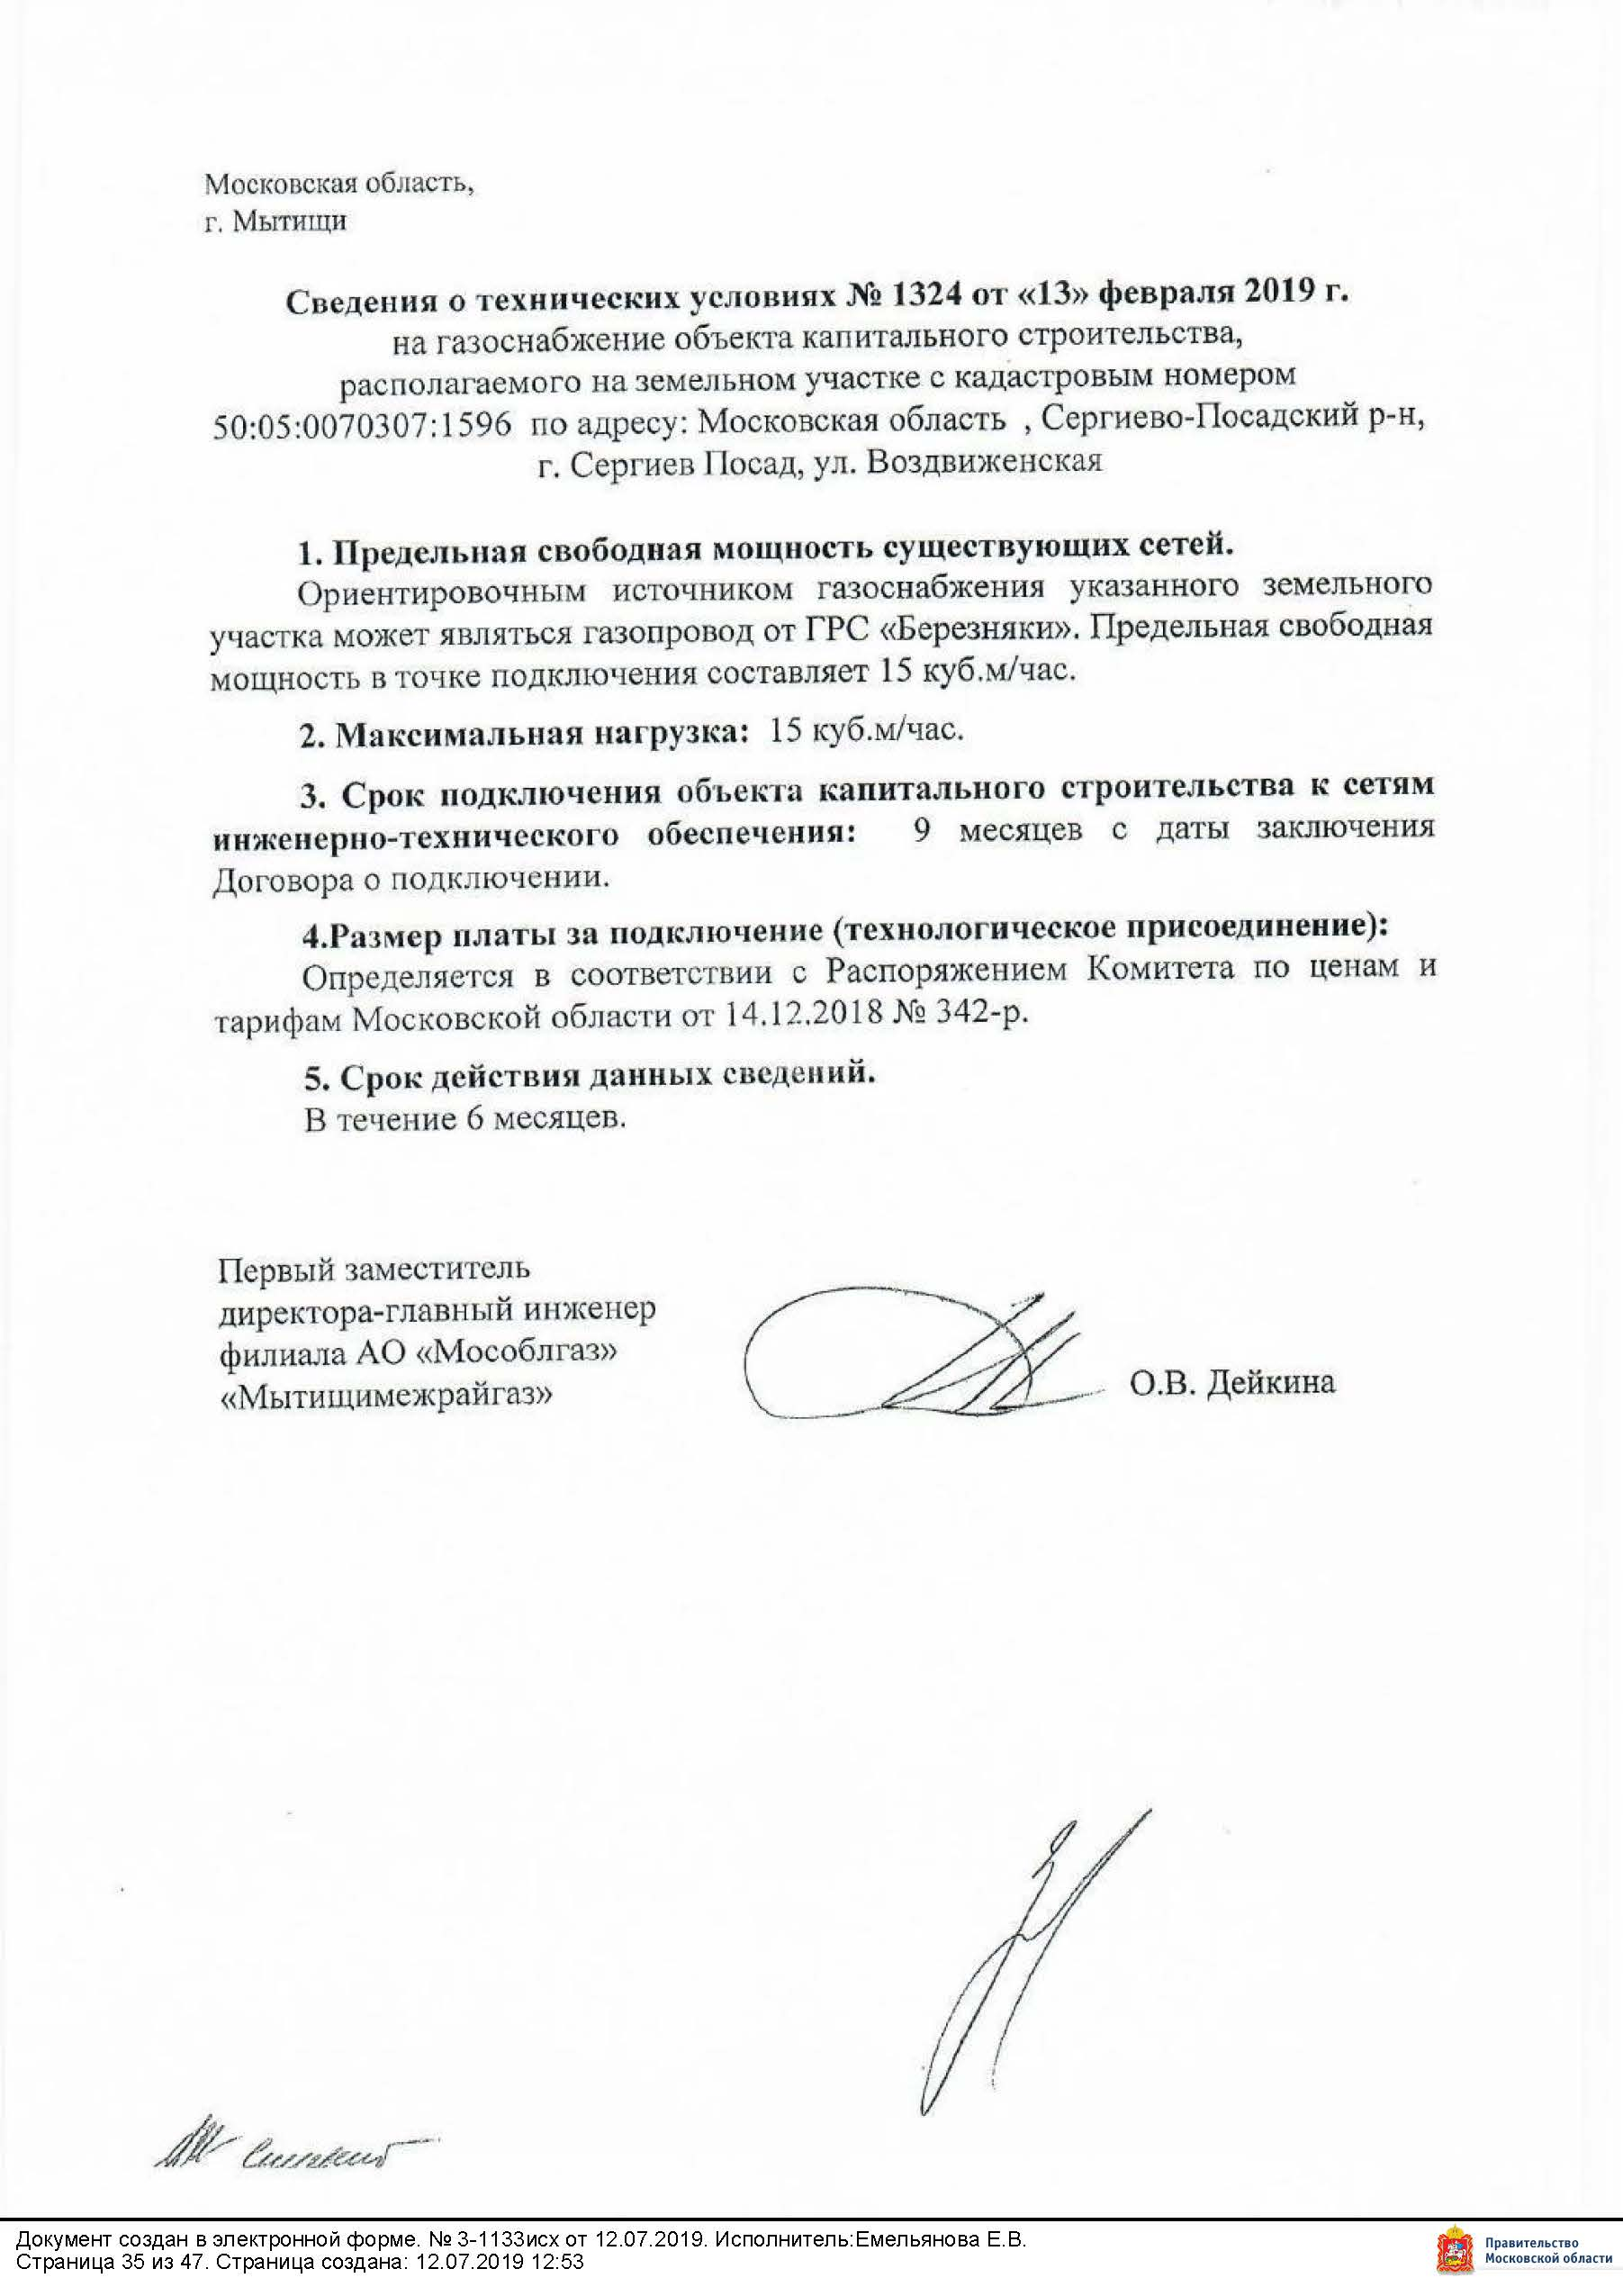 Московская область,
г. Мытищи
Сведения о технических условиях № 1324 от «13» февраля 2019 г.
на газоснабжение объекта капитального строительства,
располагаемого на земельном участке с кадастровым номером
50:05:0070307:1596 по адресу: Московская область , Сергиево-Посадский р-н,
г. Сергиев Посад, ул. Воздвиженская
1. Предельная свободная мощность существующих сетей.
Ориентировочным источником газоснабжения указанного земельного
участка может являться газопровод от ГРС «Березняки». Предельная свободная
мощность в точке подключения составляет 15 куб.м/час.
2. Максимальная нагрузка: 15 куб.м/час.
3. Срок подключения объекта капитального строительства к сетям
инженерно-технического обеспечения: 9 месяцев с даты заключения
Договора о подключении.
4.Размер платы за подключение (технологическое присоединение):
Определяется в соответствии с Распоряжением Комитета по ценам и
тарифам Московской области от 14.12.2018 № 342-р.
5. Срок действия данных сведений.
В течение 6 месяцев.
Первый заместитель
директора-главный инженер
филиала АО «Мособлгаз»
«Мытищимежрайгаз»
О.В. Дейкина
Документ создан в электронной форме. № 3-1133исх от 12.07.2019. Исполнитель:Емельянова Е.В.
Страница 35 из 47. Страница создана: 12.07.2019 12:53
Правительство
Московской области